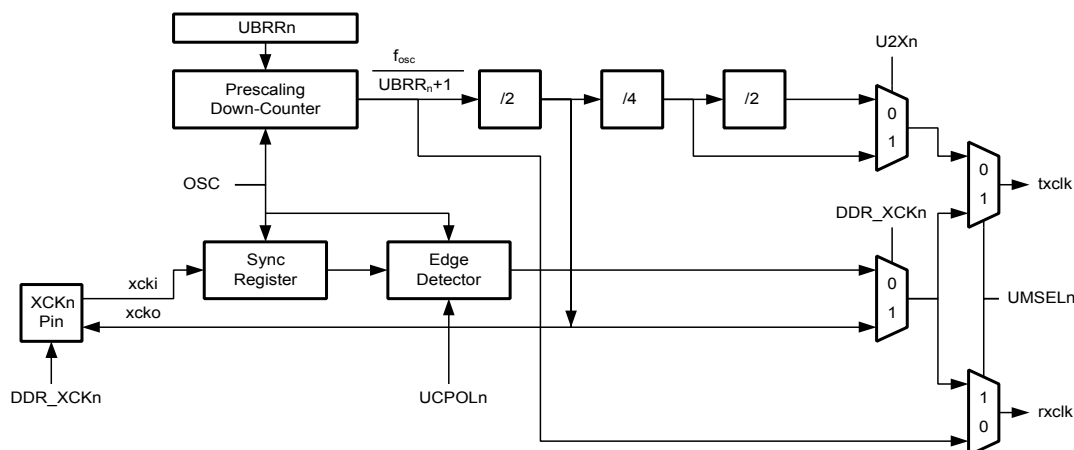 UBRRn
U2Xn
fosc
UBRRn+1
Prescaling
Down-Counter
/2
/4
/2
0
1
OSC
0
1
txclk
DDR_XCKn
Sync
Register
Edge
Detector
xcki
0
1
XCKn
Pin
xcko
UMSELn
DDR_XCKn
UCPOLn
1
0
rxclk